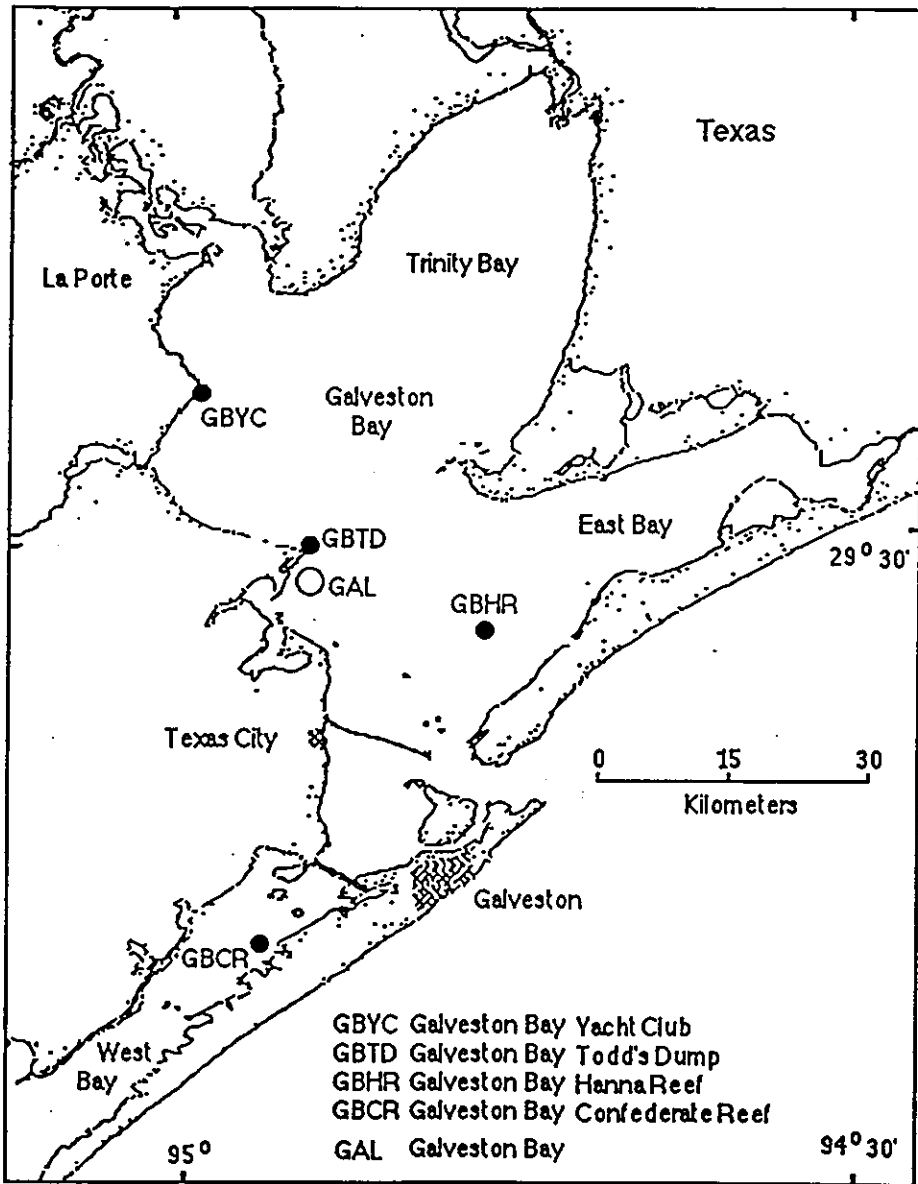 Texas
Trinity Bay
La Porte
Galveston
Bay
GBYC
East Bay
GBTD
29° 30'
GAL
GBHR
Texas City
0 15 30
Kilometers
Galveston
GBCR
West
Bay
GBYC Galveston Bay Yacht Club
GBTD Galveston Bay Todd's Dump
GBHR Galveston Bay Hanna Reef
GBCR Galveston Bay Confederate Reef
GAL Galveston Bay
95°
94° 30'